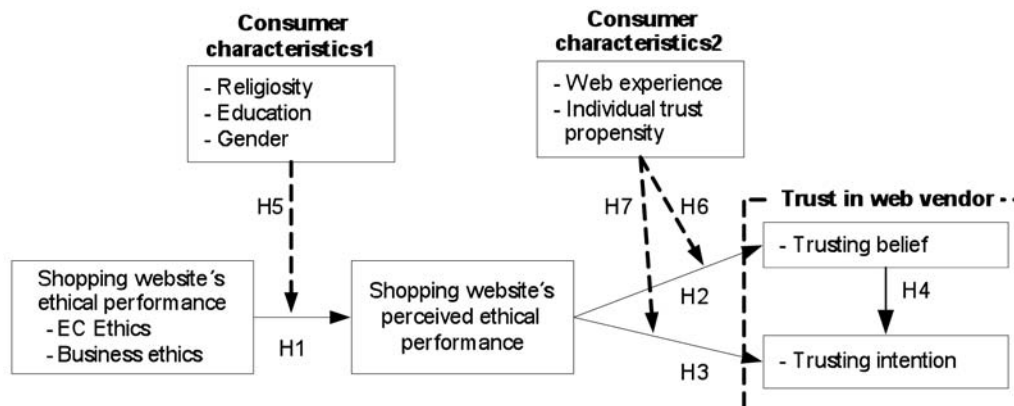 Consumer
characteristics1
- Religiosity
- Education
- Gender
Consumer
characteristics2
- Web experience
- Individual trust
propensity
H5
H7
H6
Trust in web vendor
- Trusting belief
Shopping website´s
ethical performance
- EC Ethics
- Business ethics
H1
Shopping website´s
perceived ethical
performance
H2
H3
H4
- Trusting intention